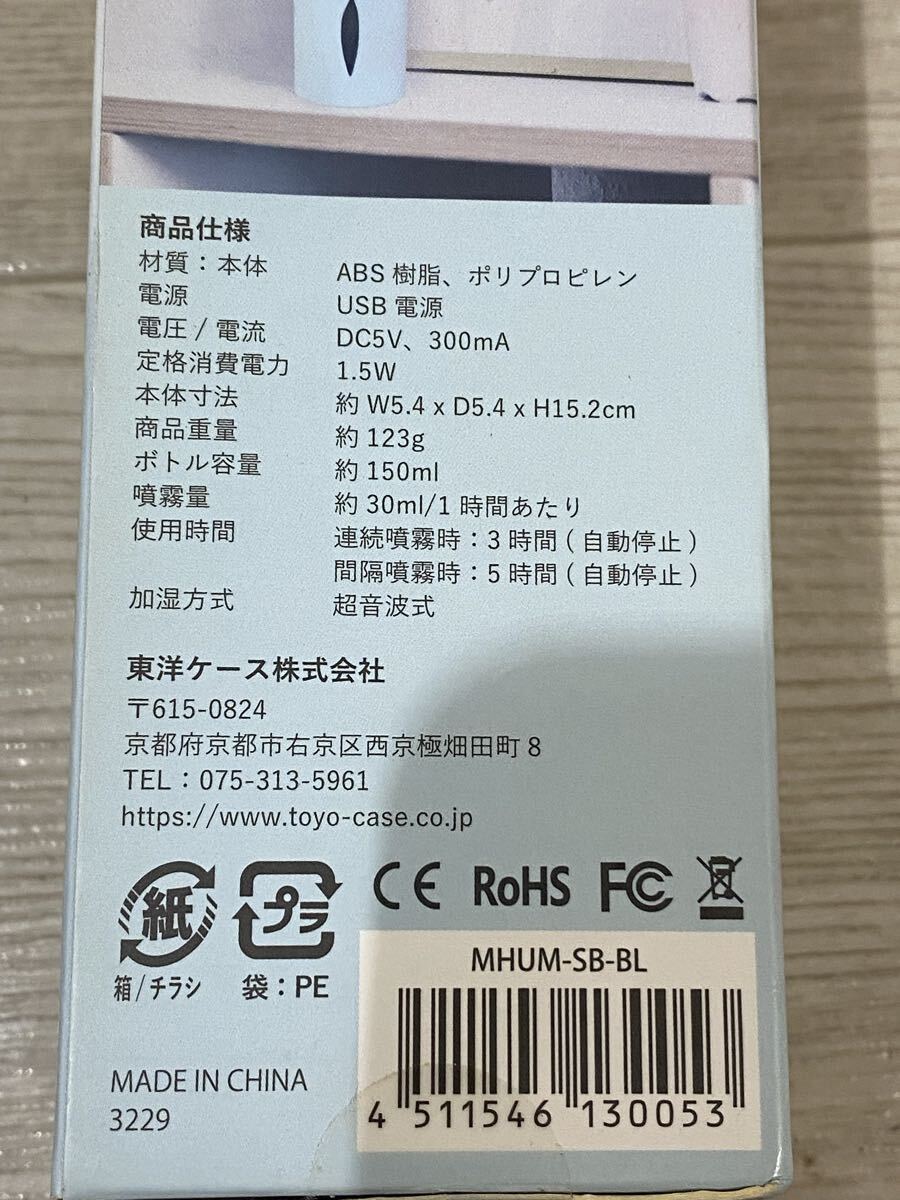 商品仕様
材質：本体 ABS 樹脂、ポリプロピレン
電源 USB 電源
電圧 / 電流 DC5V、300mA
定格消費電力 1.5W
本体寸法 約 W5.4 x D5.4 x H15.2cm
商品重量 約 123g
ボトル容量 約 150ml
噴霧量 約 30ml/1 時間あたり
使用時間 連続噴霧時：3 時間 ( 自動停止 )
間隔噴霧時：5 時間 ( 自動停止 )
加湿方式 超音波式
東洋ケース株式会社
〒615-0824
京都府京都市右京区西京極畑田町 8
TEL：075-313-5961
https://www.toyo-case.co.jp
紙 プラ CE RoHS FC
箱/チラシ 袋：PE
MHUM-SB-BL
4 511546 130053
MADE IN CHINA
3229